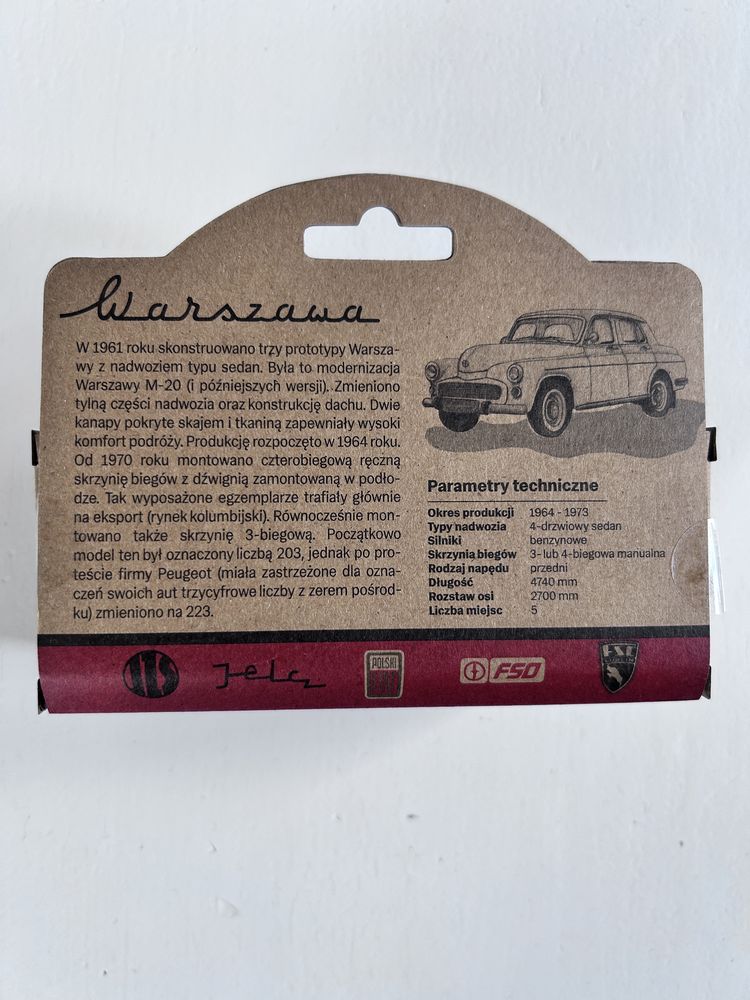 Warszawa
W 1961 roku skonstruowano trzy prototypy Warsza-
wy z nadwoziem typu sedan. Była to modernizacja
Warszawy M-20 (i późniejszych wersji). Zmieniono
tylną części nadwozia oraz konstrukcję dachu. Dwie
kanapy pokryte skajem i tkaniną zapewniały wysoki
komfort podróży. Produkcję rozpoczęto w 1964 roku.
Od 1970 roku montowano czterobiegową ręczną
skrzynię biegów z dźwignią zamontowaną w podło-
dze. Tak wyposażone egzemplarze trafiały głównie
na eksport (rynek kolumbijski). Równocześnie mon-
towano także skrzynię 3-biegową. Początkowo
model ten był oznaczony liczbą 203, jednak po pro-
teście firmy Peugeot (miała zastrzeżone dla ozna-
czeń swoich aut trzycyfrowe liczby z zerem pośrod-
ku) zmieniono na 223.
Parametry techniczne
Okres produkcji 1964 - 1973
Typy nadwozia 4-drzwiowy sedan
Silniki benzynowe
Skrzynia biegów 3- lub 4-biegowa manualna
Rodzaj napędu przedni
Długość 4740 mm
Rozstaw osi 2700 mm
Liczba miejsc 5
Jelcz
POLSKI
FSO
FSC
LUBLIN